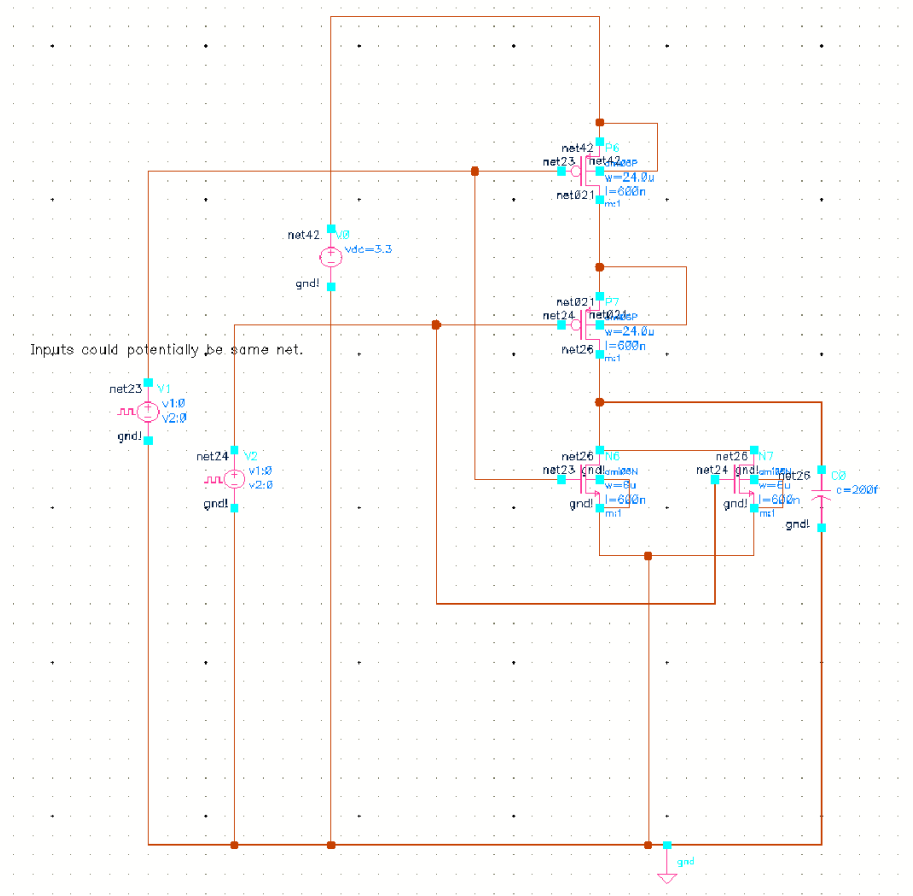 net42 P6
net23 net42
ami06P
w=24.0u
l=600n
net021 m:1
net42 V0
vdc=3.3
gnd!
net021 P7
net24 net021
ami06P
w=24.0u
l=600n
net26 m:1
Inputs could potentially be same net.
net23 V1
v1:0
v2:0
gnd!
net24 V2
v1:0
v2:0
gnd!
net26 N6
net23 gnd!
ami06N
w=6u
l=600n
gnd! m:1
net26 N7
net24 gnd!
w=6u
l=600n
gnd! m:1
net26 C0
c=200f
gnd!
gnd